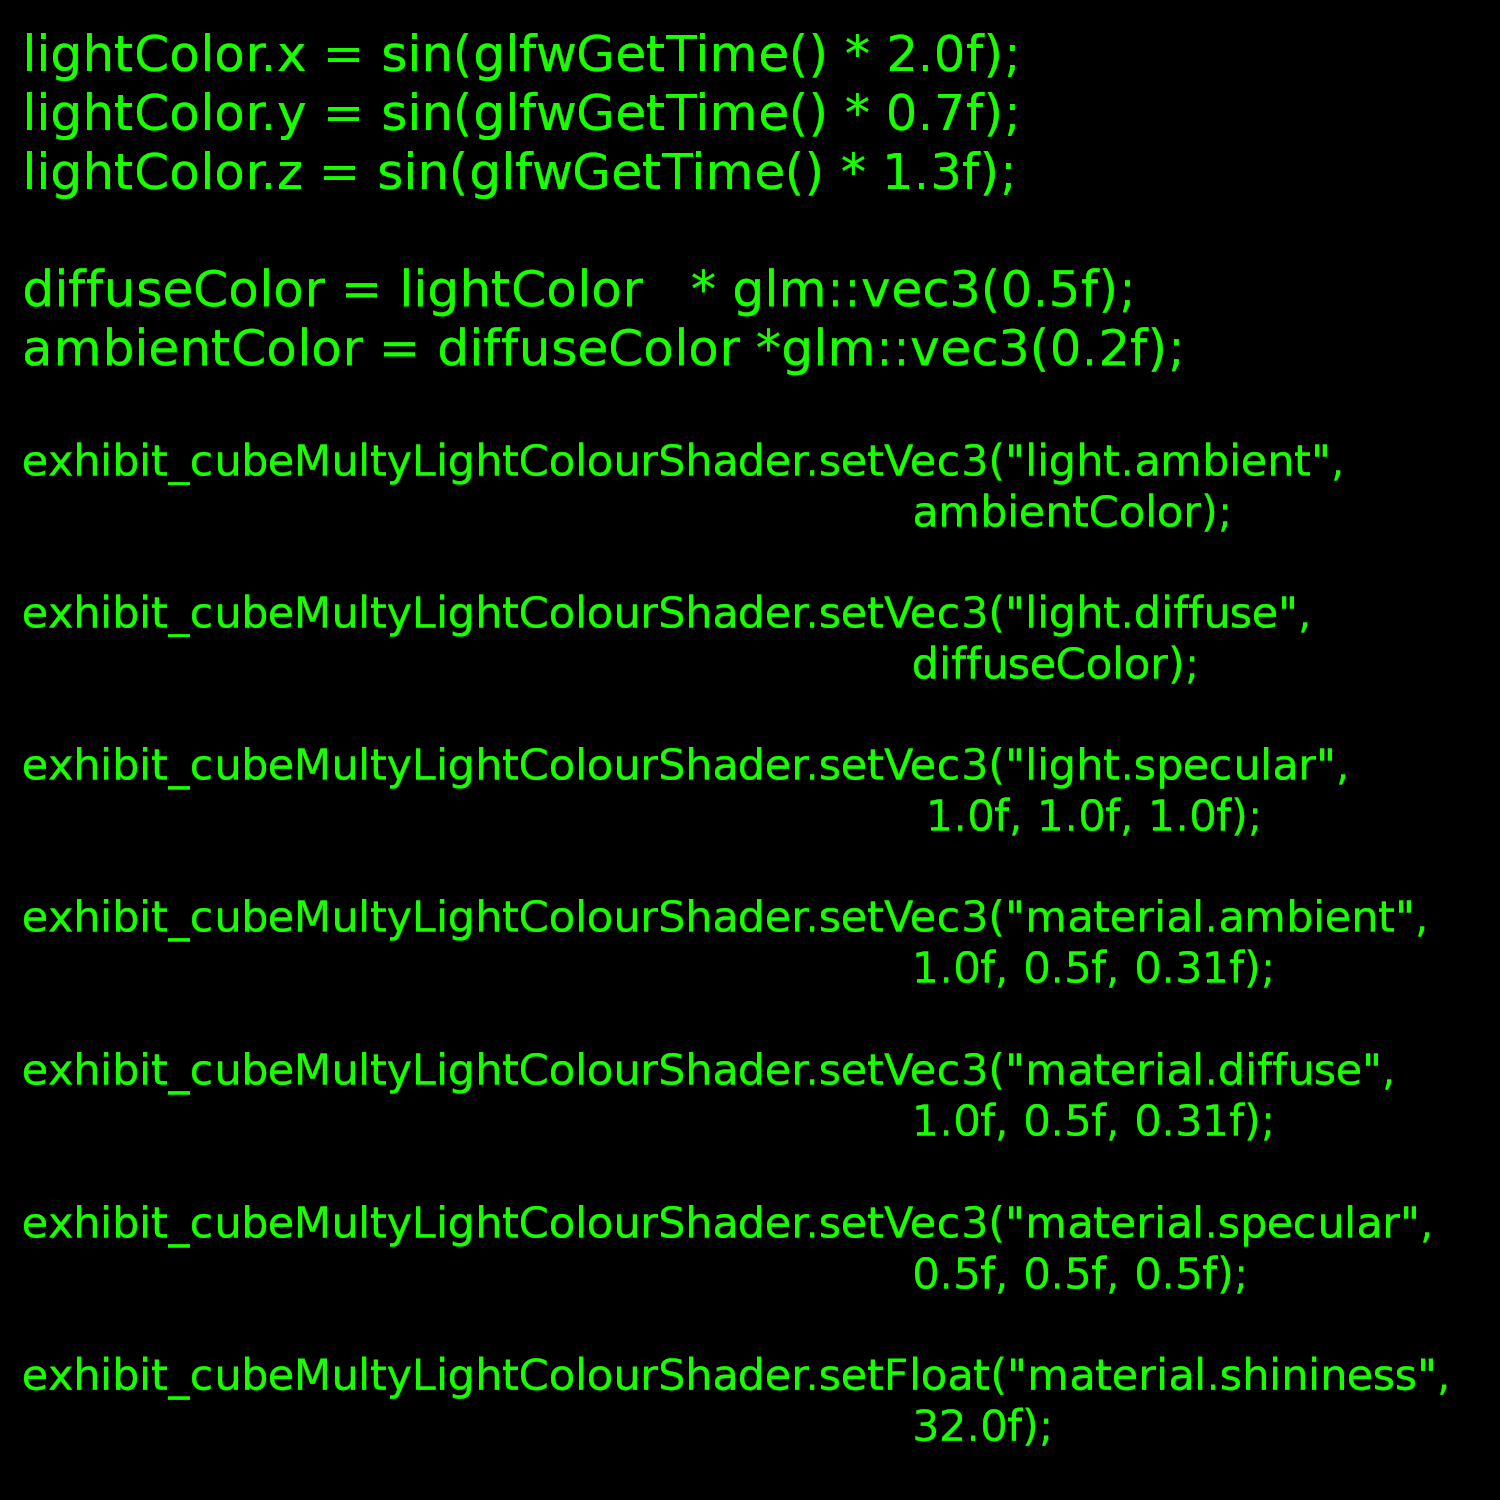 lightColor.x = sin(glfwGetTime() * 2.0f);
lightColor.y = sin(glfwGetTime() * 0.7f);
lightColor.z = sin(glfwGetTime() * 1.3f);
diffuseColor = lightColor   * glm::vec3(0.5f);
ambientColor = diffuseColor *glm::vec3(0.2f);
exhibit_cubeMultyLightColourShader.setVec3("light.ambient",
ambientColor);
exhibit_cubeMultyLightColourShader.setVec3("light.diffuse",
diffuseColor);
exhibit_cubeMultyLightColourShader.setVec3("light.specular",
1.0f, 1.0f, 1.0f);
exhibit_cubeMultyLightColourShader.setVec3("material.ambient",
1.0f, 0.5f, 0.31f);
exhibit_cubeMultyLightColourShader.setVec3("material.diffuse",
1.0f, 0.5f, 0.31f);
exhibit_cubeMultyLightColourShader.setVec3("material.specular",
0.5f, 0.5f, 0.5f);
exhibit_cubeMultyLightColourShader.setFloat("material.shininess",
32.0f);